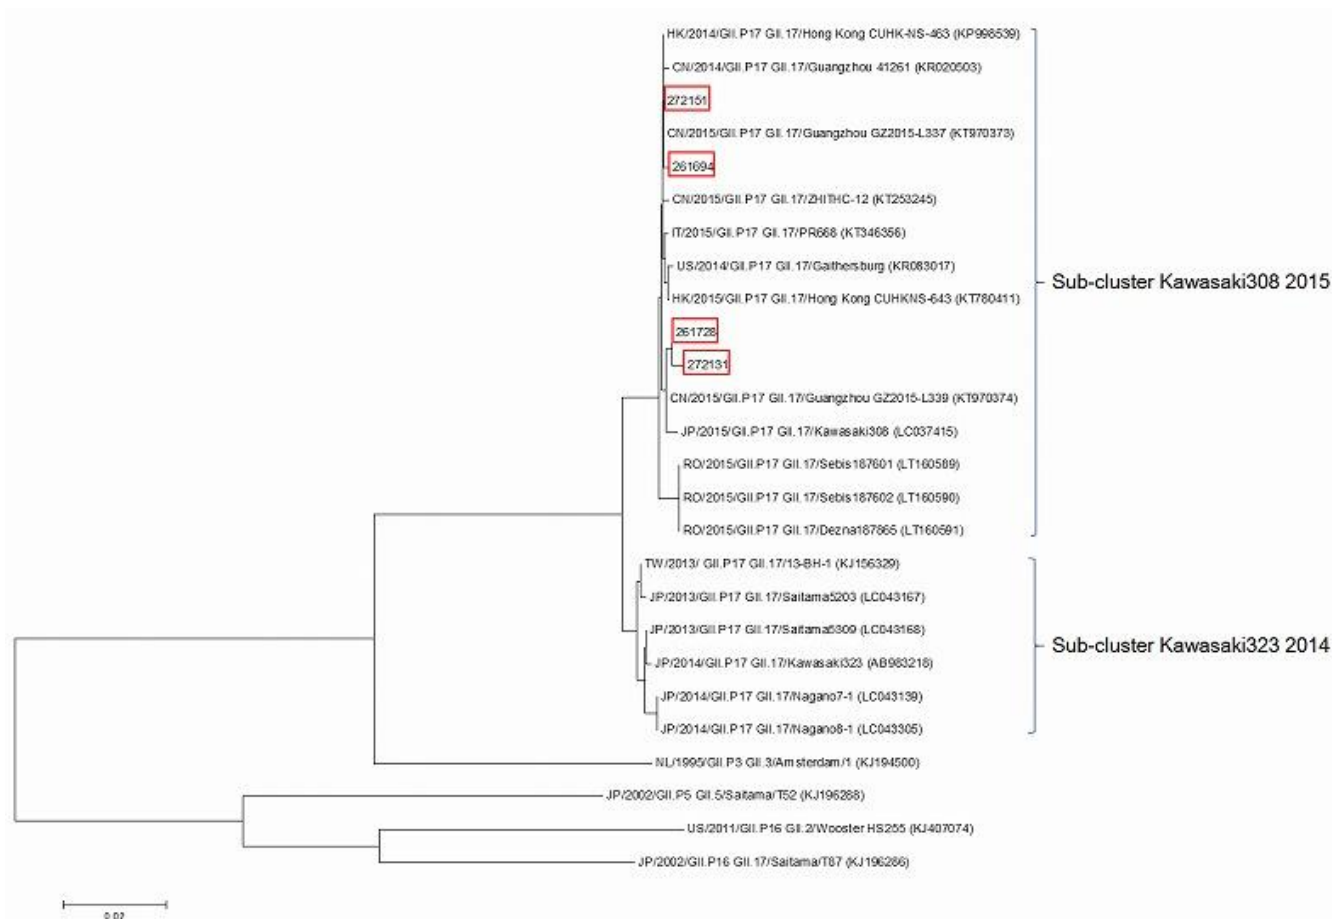 HK/2014/GII.P17 GII.17/Hong Kong CUHK-NS-463 (KP998539)
CN/2014/GII.P17 GII.17/Guangzhou 41261 (KR020503)
272151
CN/2015/GII.P17 GII.17/Guangzhou GZ2015-L337 (KT970373)
261694
CN/2015/GII.P17 GII.17/ZHITHC-12 (KT253245)
IT/2015/GII.P17 GII.17/PR668 (KT346356)
US/2014/GII.P17 GII.17/Gaithersburg (KR083017)
Sub-cluster Kawasaki308 2015
HK/2015/GII.P17 GII.17/Hong Kong CUHKNS-643 (KT780411)
261728
272131
CN/2015/GII.P17 GII.17/Guangzhou GZ2015-L339 (KT970374)
JP/2015/GII.P17 GII.17/Kawasaki308 (LC037415)
RO/2015/GII.P17 GII.17/Sebis187601 (LT160589)
RO/2015/GII.P17 GII.17/Sebis187602 (LT160590)
RO/2015/GII.P17 GII.17/Dezna187865 (LT160591)
TW/2013/ GII.P17 GII.17/13-BH-1 (KJ156329)
JP/2013/GII.P17 GII.17/Saitama5203 (LC043167)
JP/2013/GII.P17 GII.17/Saitama5309 (LC043168)
Sub-cluster Kawasaki323 2014
JP/2014/GII.P17 GII.17/Kawasaki323 (AB983218)
JP/2014/GII.P17 GII.17/Nagano7-1 (LC043139)
JP/2014/GII.P17 GII.17/Nagano8-1 (LC043305)
NL/1995/GII.P3 GII.3/Amsterdam/1 (KJ194500)
JP/2002/GII.P5 GII.5/Saitama/T52 (KJ196288)
US/2011/GII.P16 GII.2/Wooster HS255 (KJ407074)
JP/2002/GII.P16 GII.17/Saitama/T87 (KJ196286)
0.02